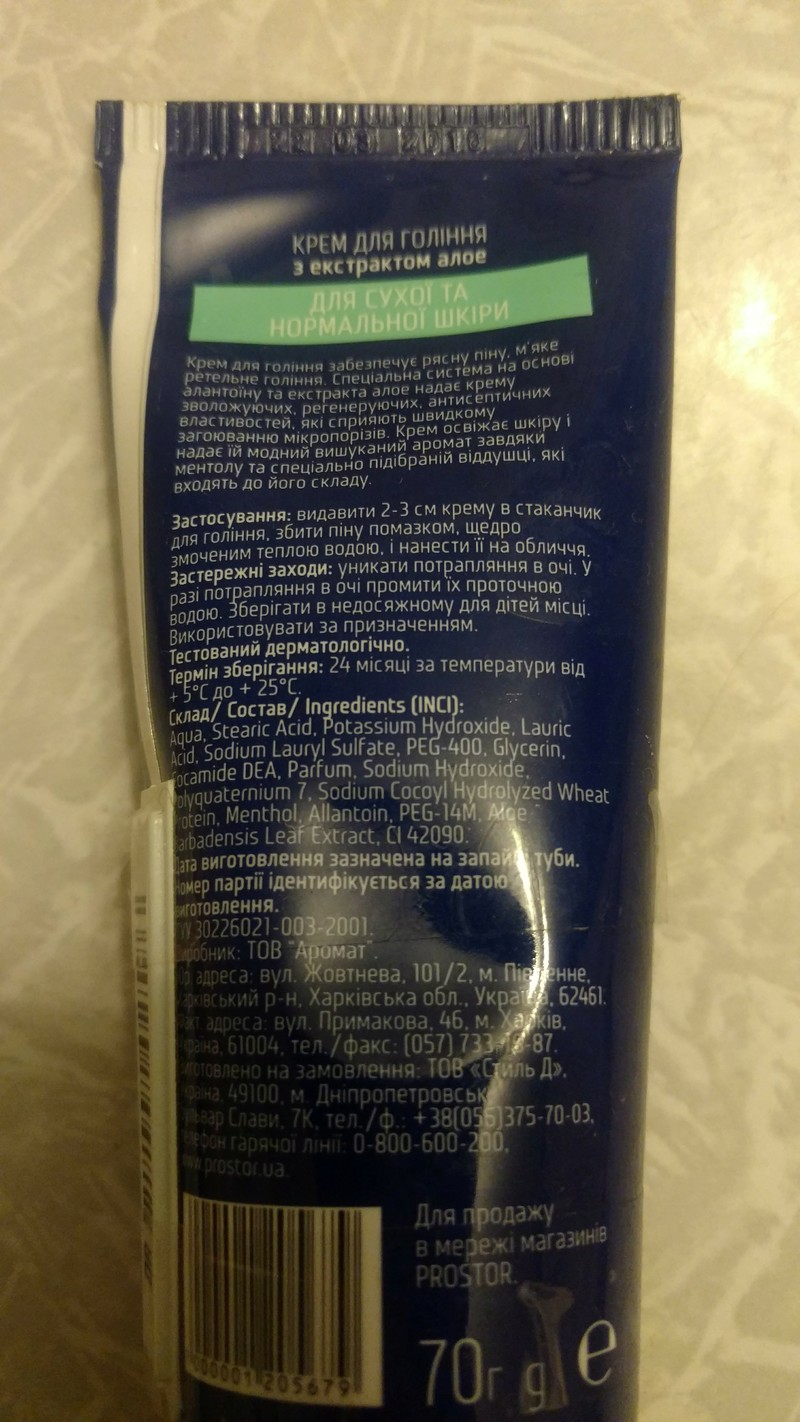 КРЕМ ДЛЯ ГОЛІННЯ
з екстрактом алое
ДЛЯ СУХОЇ ТА
НОРМАЛЬНОЇ ШКІРИ
Крем для гоління забезпечує рясну піну, м'яке
ретельне гоління. Спеціальна система на основі
алантоїну та екстракта алое надає крему
зволожуючих, регенеруючих, антисептичних
властивостей, які сприяють швидкому
загоюванню мікропорізів. Крем освіжає шкіру і
надає їй модний вишуканий аромат завдяки
ментолу та спеціально підібраній віддушці, які
входять до його складу.
Застосування: видавити 2-3 см крему в стаканчик
для гоління, збити піну помазком, щедро
змоченим теплою водою, і нанести її на обличчя.
Застережні заходи: уникати потрапляння в очі. У
разі потрапляння в очі промити їх проточною
водою. Зберігати в недосяжному для дітей місці.
Використовувати за призначенням.
Тестований дерматологічно.
Термін зберігання: 24 місяці за температури від
+ 5°С до + 25°С.
Склад/ Состав/ Ingredients (INCI):
Aqua, Stearic Acid, Potassium Hydroxide, Lauric
Acid, Sodium Lauryl Sulfate, PEG-400, Glycerin,
Cocamide DEA, Parfum, Sodium Hydroxide,
Polyquaternium 7, Sodium Cocoyl Hydrolyzed Wheat
Protein, Menthol, Allantoin, PEG-14M, Aloe
Barbadensis Leaf Extract, CI 42090.
Дата виготовлення зазначена на запайці туби.
Номер партії ідентифікується за датою
виготовлення.
ТУУ 30226021-003-2001.
Виробник: ТОВ "Аромат".
адреса: вул. Жовтнева, 101/2, м. Південне,
Харківський р-н, Харківська обл., Україна, 62461.
Факт. адреса: вул. Примакова, 46, м. Харків,
Україна, 61004, тел./факс: (057)
Виготовлено на замовлення: ТОВ «Стиль Д».
Україна, 49100, м. Дніпропетровськ,
бульвар Слави, 7К, тел./ф.: +38(056)375-70-03,
телефон гарячої лінії: 0-800-600-200,
www.prostor.ua
Для продажу
в мережі магазинів
PROSTOR.
000001 205679
70г g e